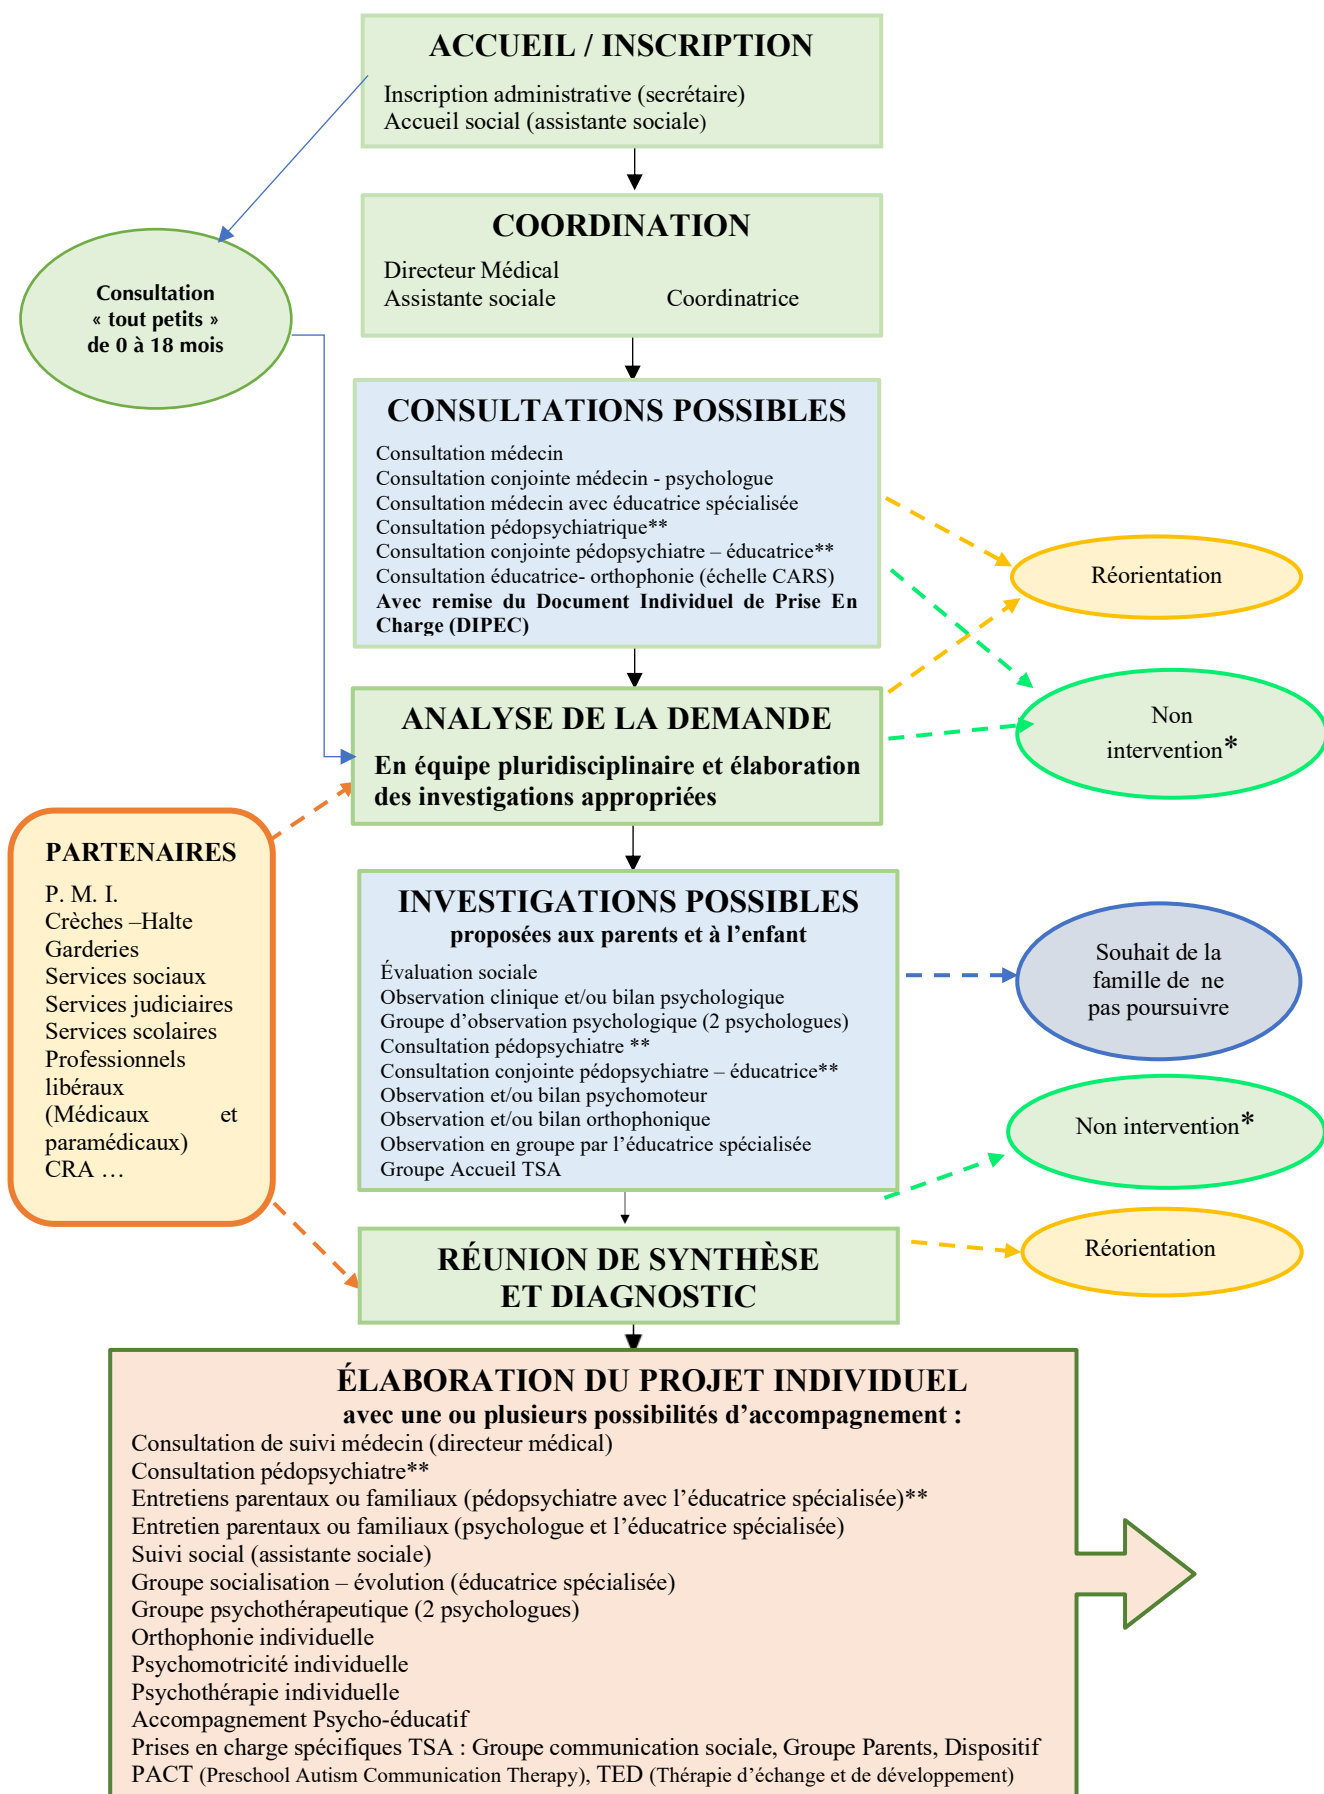 ACCUEIL / INSCRIPTION
Inscription administrative (secrétaire)
Accueil social (assistante sociale)
COORDINATION
Directeur Médical
Assistante sociale Coordinatrice
Consultation
« tout petits »
de 0 à 18 mois
CONSULTATIONS POSSIBLES
Consultation médecin
Consultation conjointe médecin - psychologue
Consultation médecin avec éducatrice spécialisée
Consultation pédopsychiatrique**
Consultation conjointe pédopsychiatre – éducatrice**
Consultation éducatrice- orthophonie (échelle CARS)
Avec remise du Document Individuel de Prise En
Charge (DIPEC)
Réorientation
Non
intervention*
ANALYSE DE LA DEMANDE
En équipe pluridisciplinaire et élaboration
des investigations appropriées
PARTENAIRES
P. M. I.
Crèches –Halte
Garderies
Services sociaux
Services judiciaires
Services scolaires
Professionnels
libéraux
(Médicaux et
paramédicaux)
CRA …
INVESTIGATIONS POSSIBLES
proposées aux parents et à l’enfant
Évaluation sociale
Observation clinique et/ou bilan psychologique
Groupe d’observation psychologique (2 psychologues)
Consultation pédopsychiatre **
Consultation conjointe pédopsychiatre – éducatrice**
Observation et/ou bilan psychomoteur
Observation et/ou bilan orthophonique
Observation en groupe par l’éducatrice spécialisée
Groupe Accueil TSA
Souhait de la
famille de ne
pas poursuivre
Non intervention*
Réorientation
RÉUNION DE SYNTHÈSE
ET DIAGNOSTIC
ÉLABORATION DU PROJET INDIVIDUEL
avec une ou plusieurs possibilités d’accompagnement :
Consultation de suivi médecin (directeur médical)
Consultation pédopsychiatre**
Entretiens parentaux ou familiaux (pédopsychiatre avec l’éducatrice spécialisée)**
Entretien parentaux ou familiaux (psychologue et l’éducatrice spécialisée)
Suivi social (assistante sociale)
Groupe socialisation – évolution (éducatrice spécialisée)
Groupe psychothérapeutique (2 psychologues)
Orthophonie individuelle
Psychomotricité individuelle
Psychothérapie individuelle
Accompagnement Psycho-éducatif
Prises en charge spécifiques TSA : Groupe communication sociale, Groupe Parents, Dispositif
PACT (Preschool Autism Communication Therapy), TED (Thérapie d’échange et de développement)